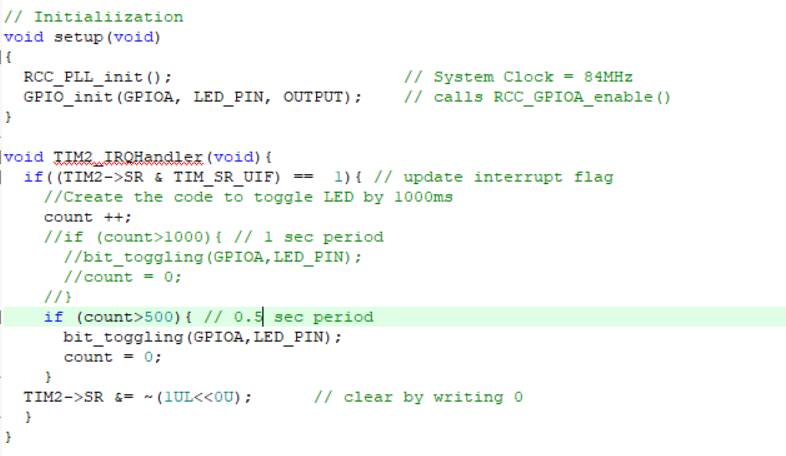 // Initialiization
void setup(void)
{
  RCC_PLL_init();                       // System Clock = 84MHz
  GPIO_init(GPIOA, LED_PIN, OUTPUT);    // calls RCC_GPIOA_enable()
}
void TIM2_IRQHandler(void){
  if((TIM2->SR & TIM_SR_UIF) ==  1){ // update interrupt flag
    //Create the code to toggle LED by 1000ms
    count ++;
    //if (count>1000){ // 1 sec period
      //bit_toggling(GPIOA,LED_PIN);
      //count = 0;
    //}
    if (count>500){ // 0.5 sec period
      bit_toggling(GPIOA,LED_PIN);
      count = 0;
    }
  TIM2->SR &= ~(1UL<<0U);      // clear by writing 0
  }
}